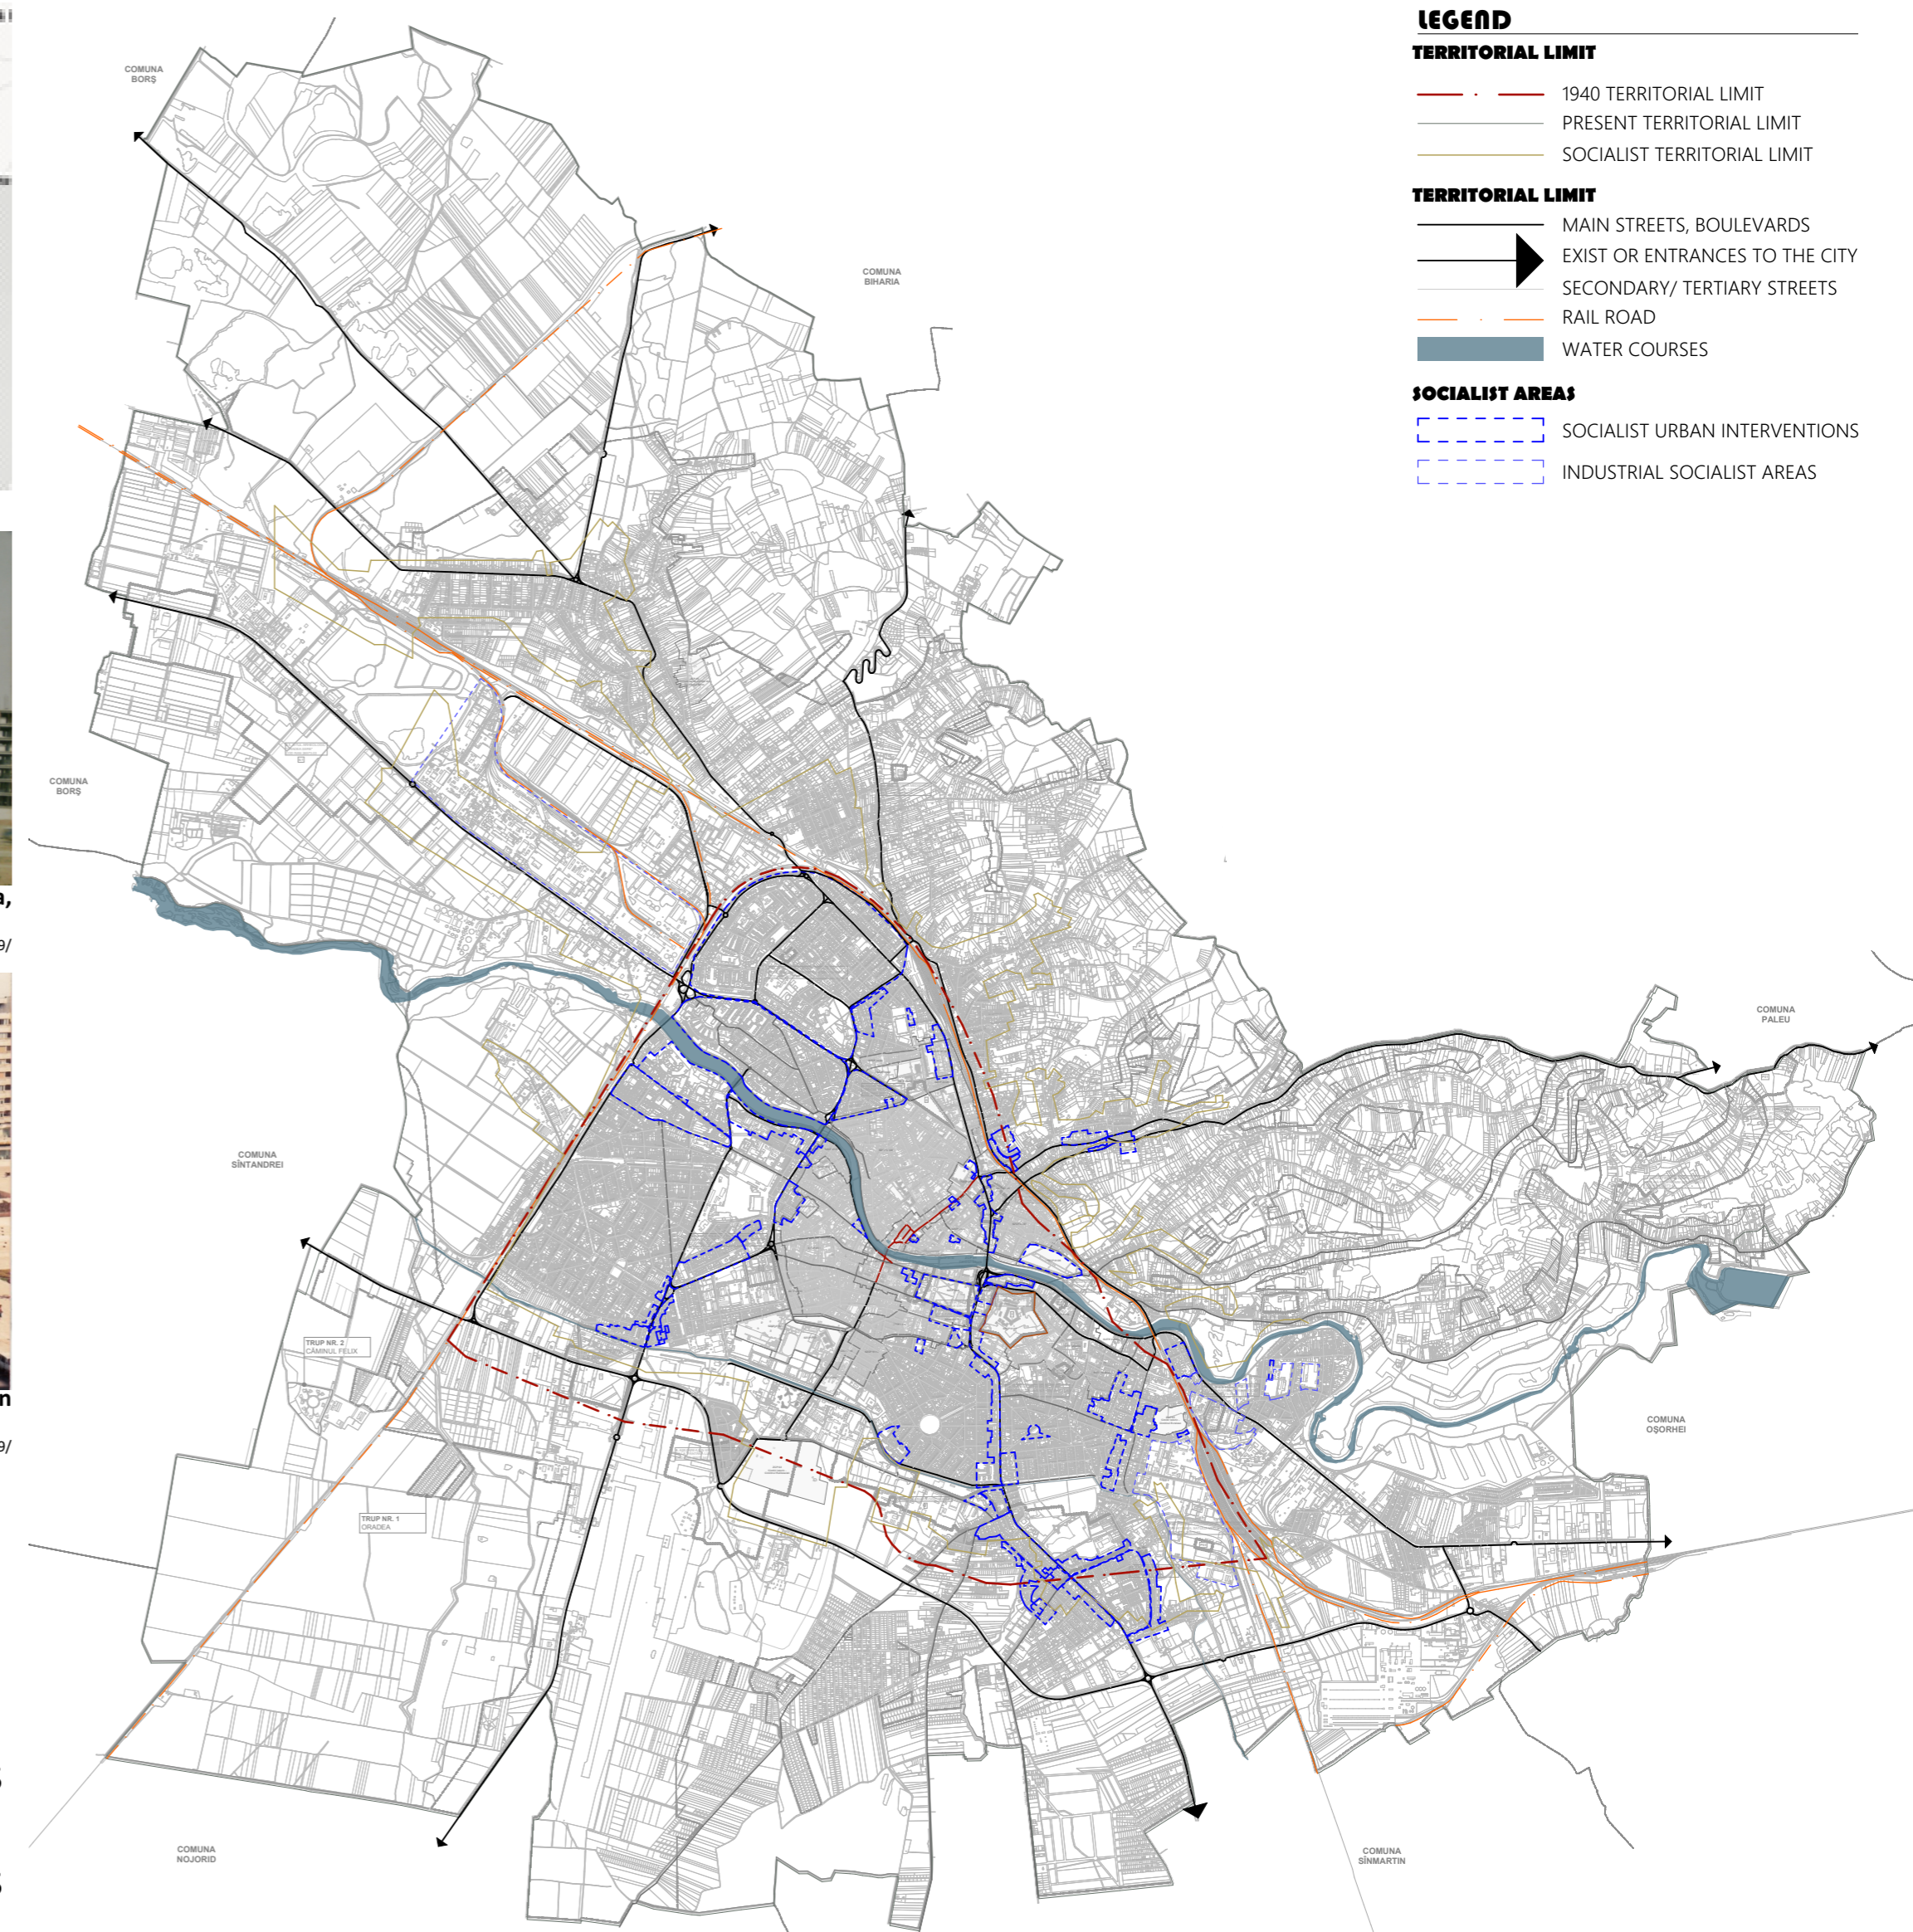 LEGEND
TERRITORIAL LIMIT
1940 TERRITORIAL LIMIT
PRESENT TERRITORIAL LIMIT
SOCIALIST TERRITORIAL LIMIT
TERRITORIAL LIMIT
MAIN STREETS, BOULEVARDS
EXIST OR ENTRANCES TO THE CITY
SECONDARY/ TERTIARY STREETS
RAIL ROAD
WATER COURSES
SOCIALIST AREAS
SOCIALIST URBAN INTERVENTIONS
INDUSTRIAL SOCIALIST AREAS
COMUNA
BORȘ
COMUNA
BIHARIA
COMUNA
BORȘ
COMUNA
PALEU
COMUNA
SÎNTANDREI
TRUP NR. 2
CĂMINUL FELIX
COMUNA
OȘORHEI
TRUP NR. 1
ORADEA
COMUNA
NOJORID
COMUNA
SÎNMARTIN